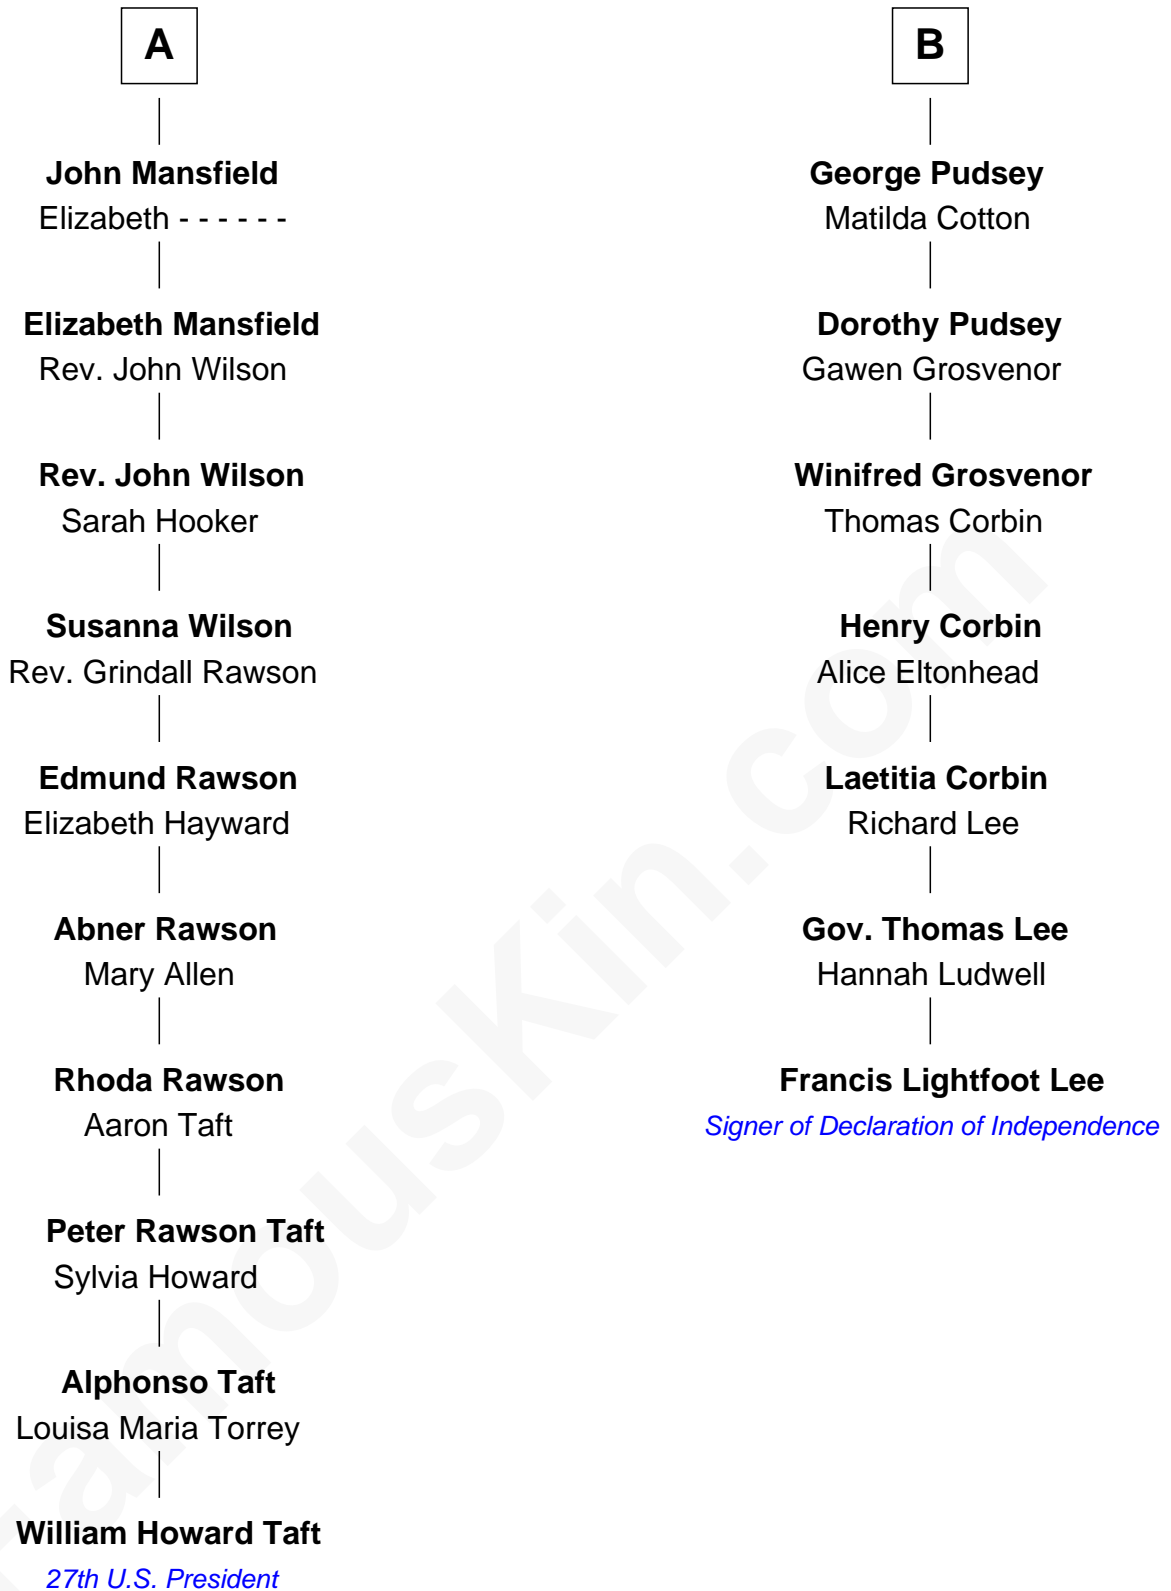 A
John Mansfield
Elizabeth - - - - - -
Elizabeth Mansfield
Rev. John Wilson
Rev. John Wilson
Sarah Hooker
Susanna Wilson
Rev. Grindall Rawson
Edmund Rawson
Elizabeth Hayward
Abner Rawson
Mary Allen
Rhoda Rawson
Aaron Taft
Peter Rawson Taft
Sylvia Howard
Alphonso Taft
Louisa Maria Torrey
William Howard Taft
27th U.S. President
B
George Pudsey
Matilda Cotton
Dorothy Pudsey
Gawen Grosvenor
Winifred Grosvenor
Thomas Corbin
Henry Corbin
Alice Eltonhead
Laetitia Corbin
Richard Lee
Gov. Thomas Lee
Hannah Ludwell
Francis Lightfoot Lee
Signer of Declaration of Independence
famouskin.com